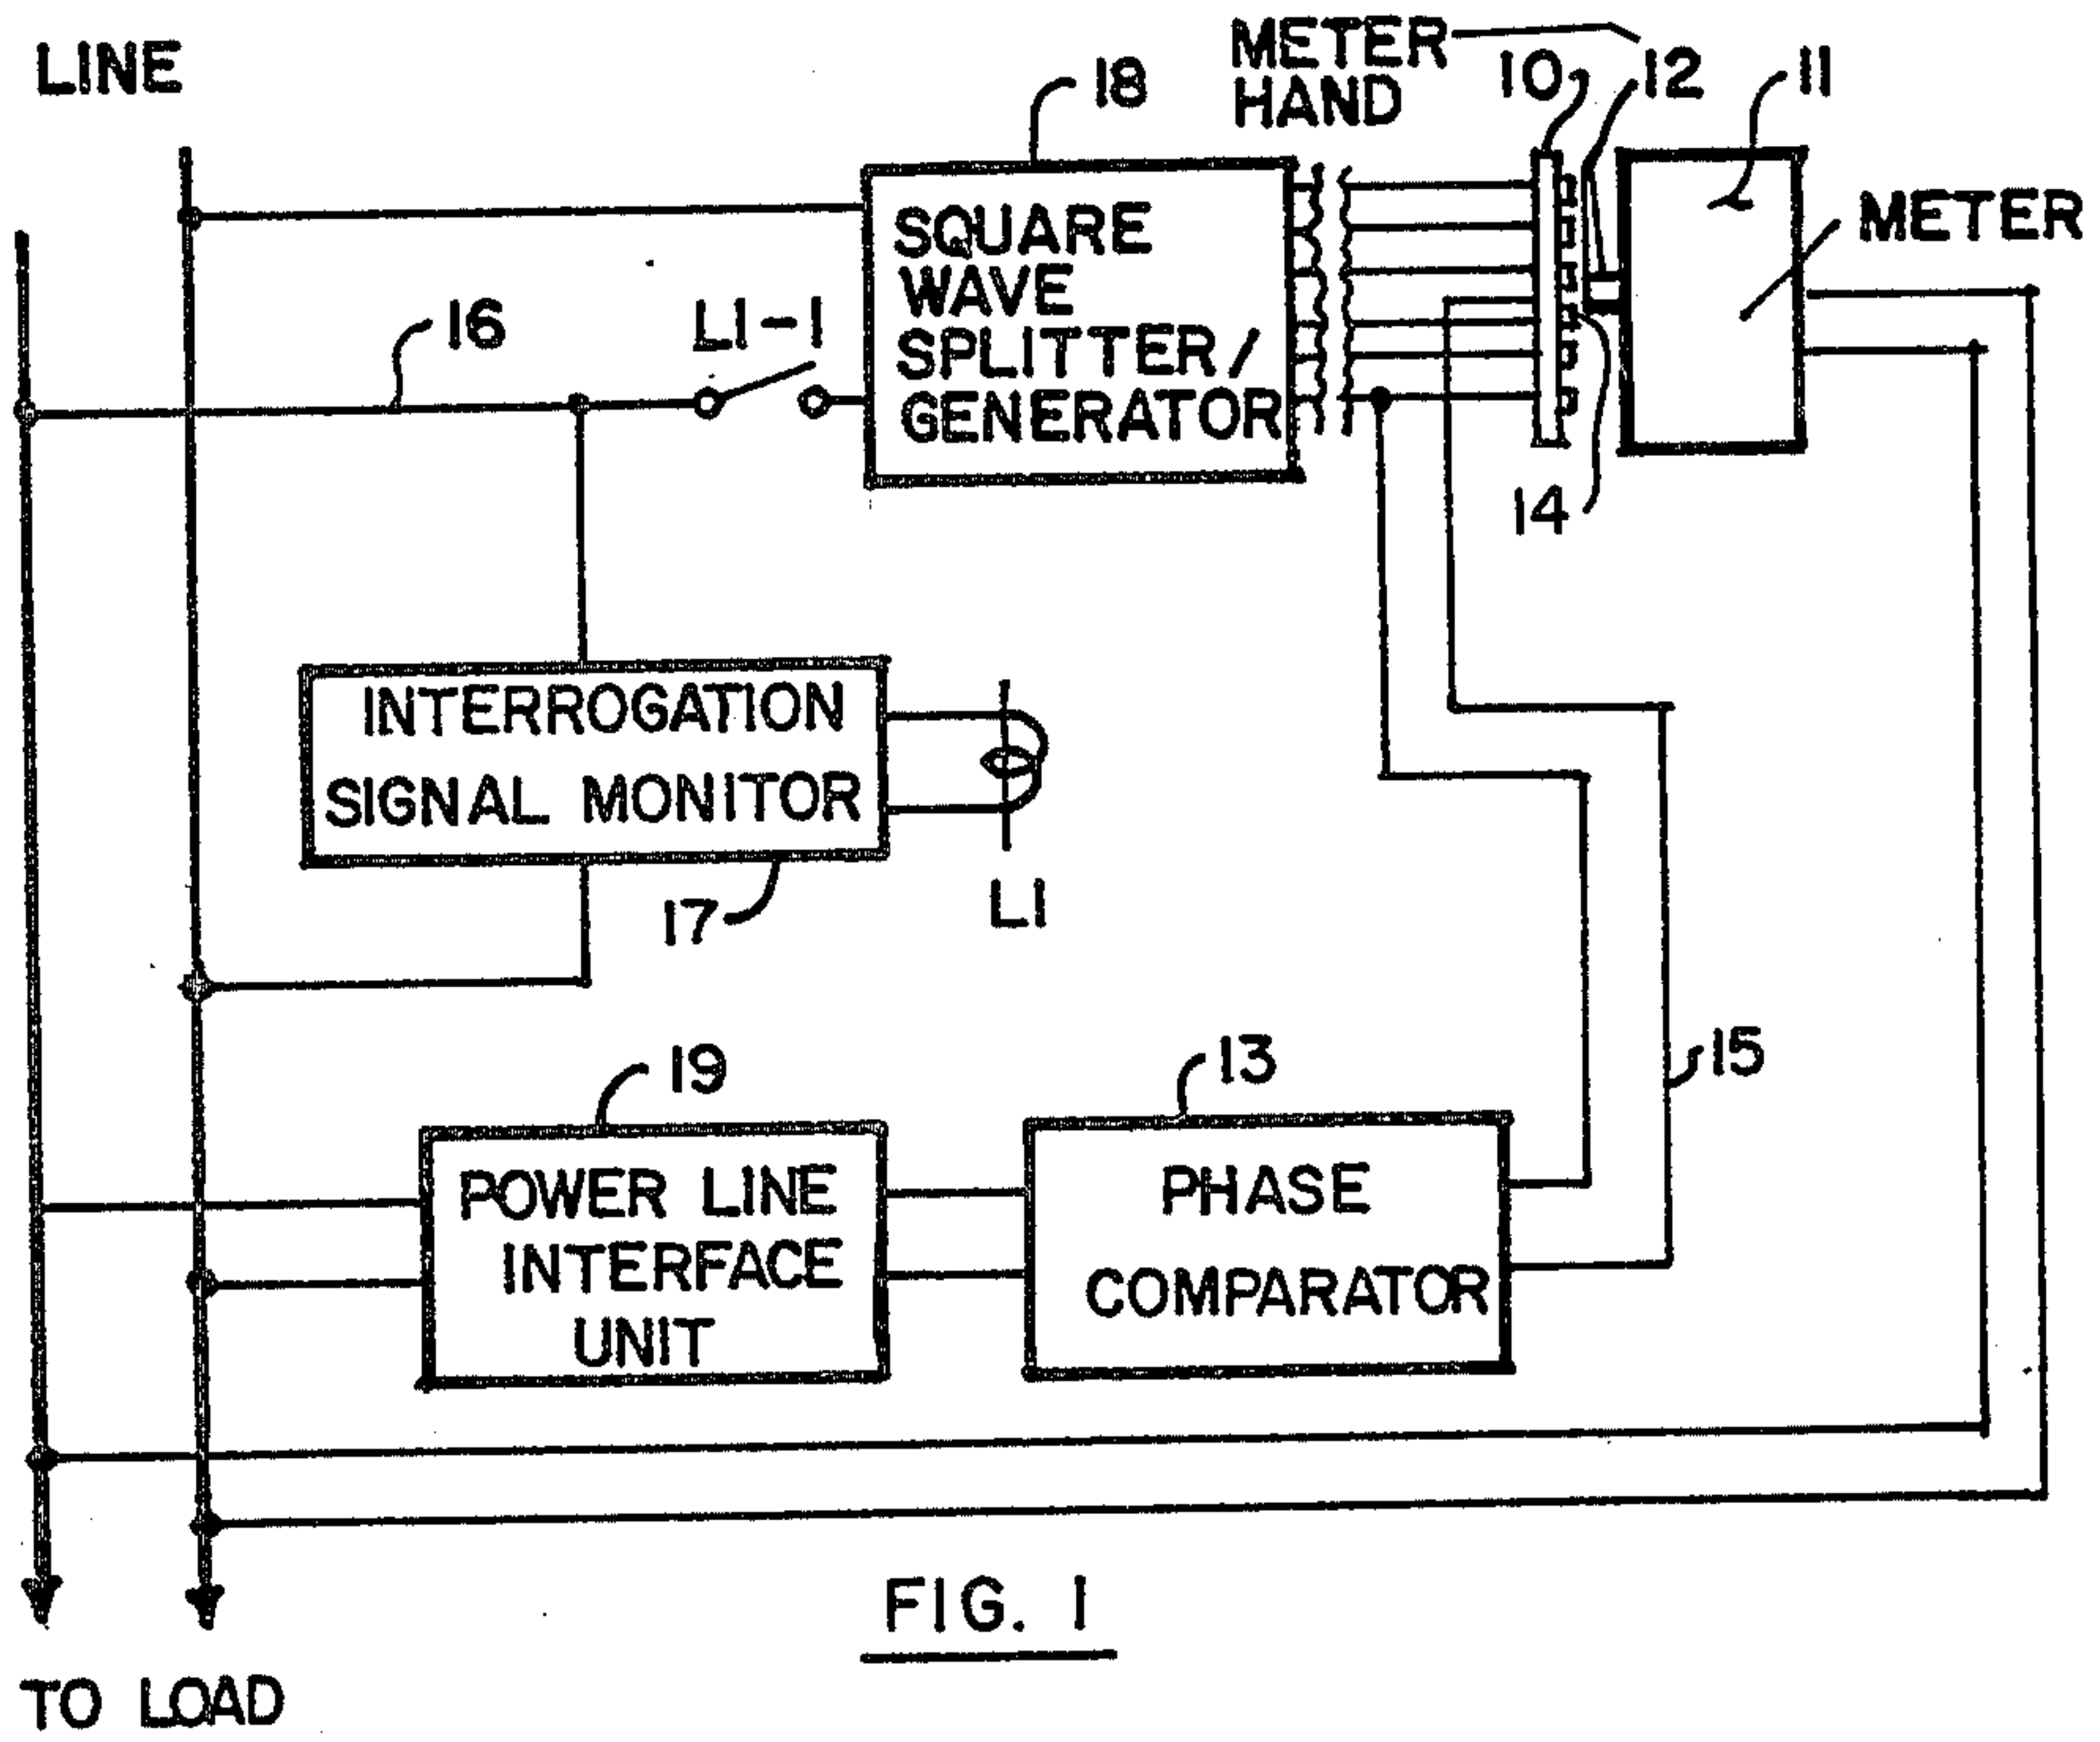 LINE
METER
HAND
18
10
12
11
METER
SQUARE
WAVE
SPLITTER/
GENERATOR
16
L1-1
14
INTERROGATION
SIGNAL MONITOR
17
L1
19
13
15
POWER LINE
INTERFACE
UNIT
PHASE
COMPARATOR
FIG. 1
TO LOAD